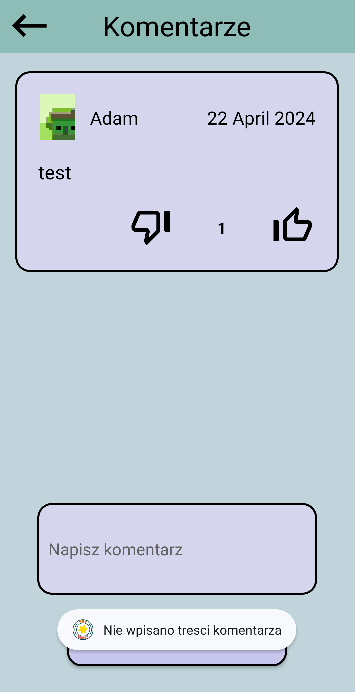 Komentarze
Adam
22 April 2024
test
1
Napisz komentarz
Nie wpisano tresci komentarza